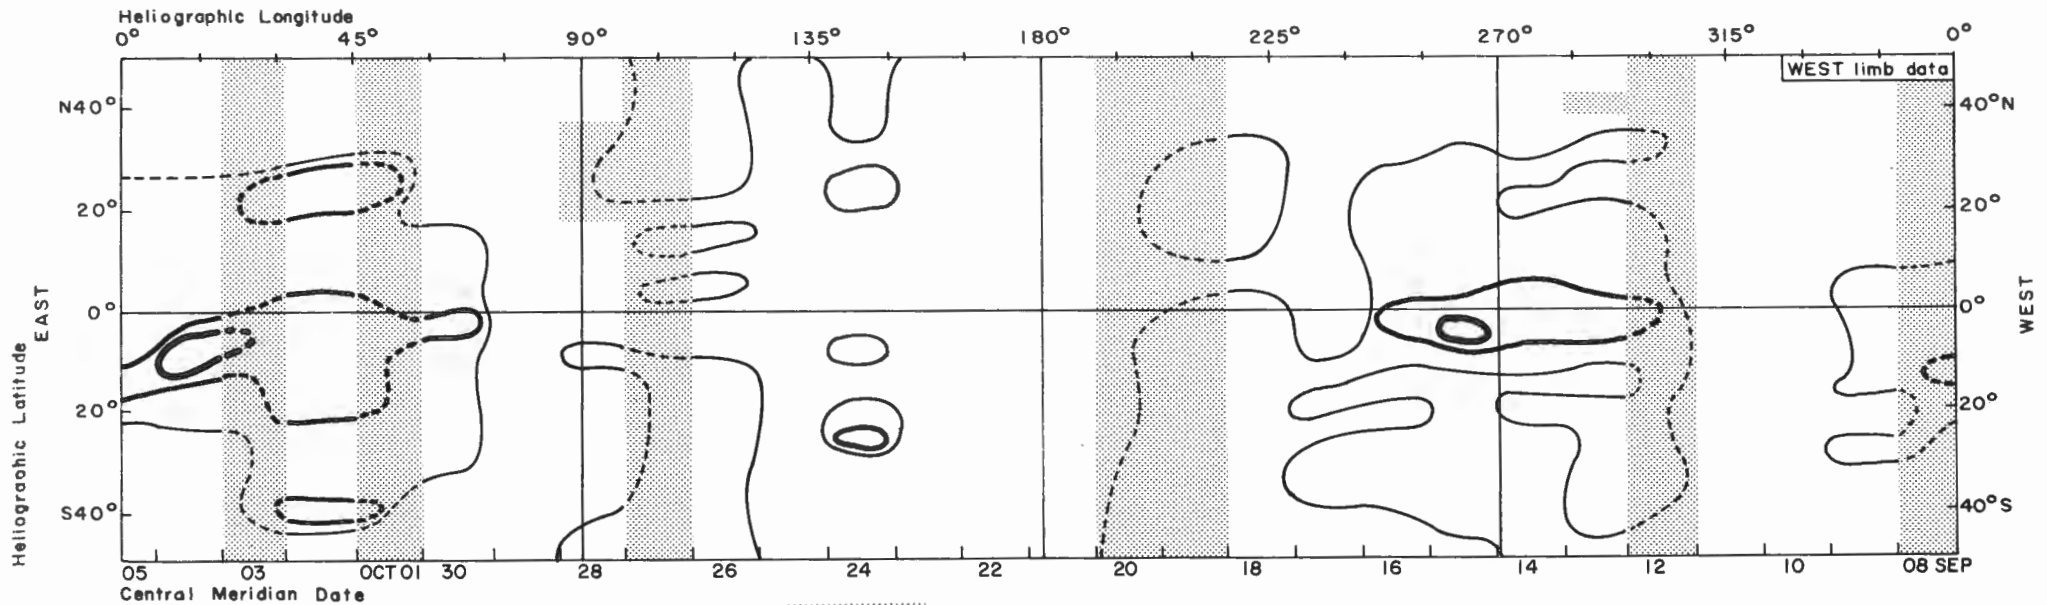 Heliographic Longitude
0° 45° 90° 135° 180° 225° 270° 315° 0°
WEST limb data
N40° 40°N
20° 20°
0° 0°
20° 20°
S40° 40°S
EAST
WEST
Heliographic Latitude
05 03 OCT 01 30 28 26 24 22 20 18 16 14 12 10 08 SEP
Central Meridian Date